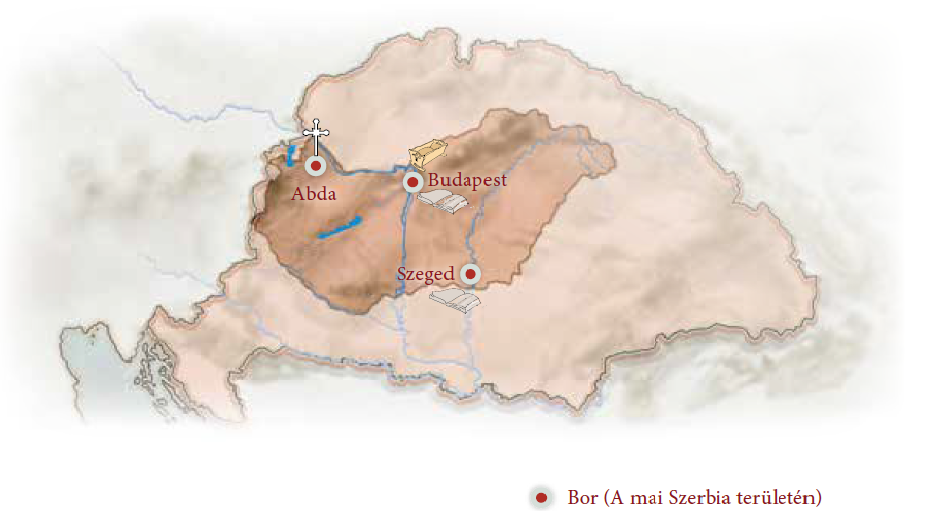 Abda
Budapest
Szeged
Bor (A mai Szerbia területén)